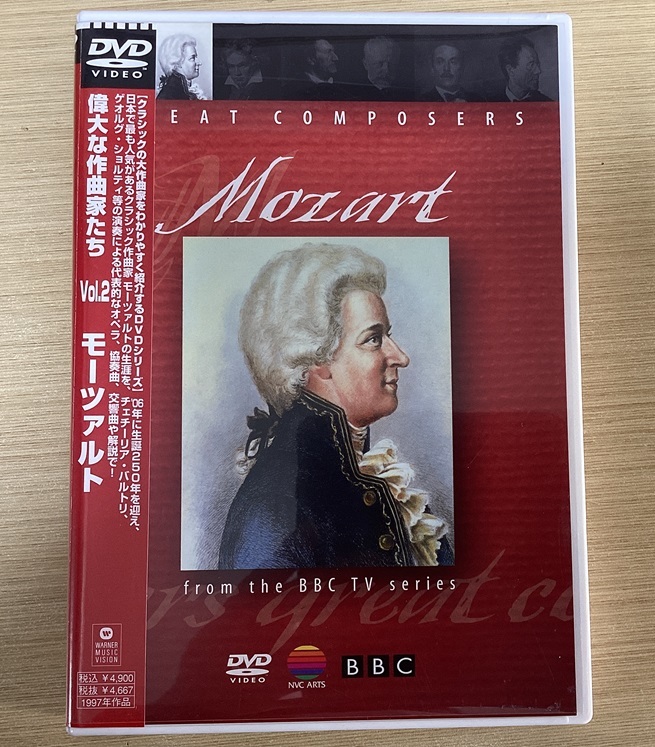 DVD
VIDEO
EAT COMPOSERS
Mozart
from the BBC TV series
DVD
VIDEO
NVC ARTS
BBC
偉大な作曲家たち Vol.2 モーツァルト
【クラシックの大作曲家をわかりやすく紹介するDVDシリーズ】'06年に生誕250年を迎え、
日本で最も人気があるクラシック作曲家 モーツァルトの生涯を、チェチーリア・バルトリ、
ゲオルグ・ショルティ等の演奏による代表的なオペラ、協奏曲、交響曲や解説で!
WARNER
MUSIC
VISION
税込 ¥4,900
税抜 ¥4,667
1997年作品